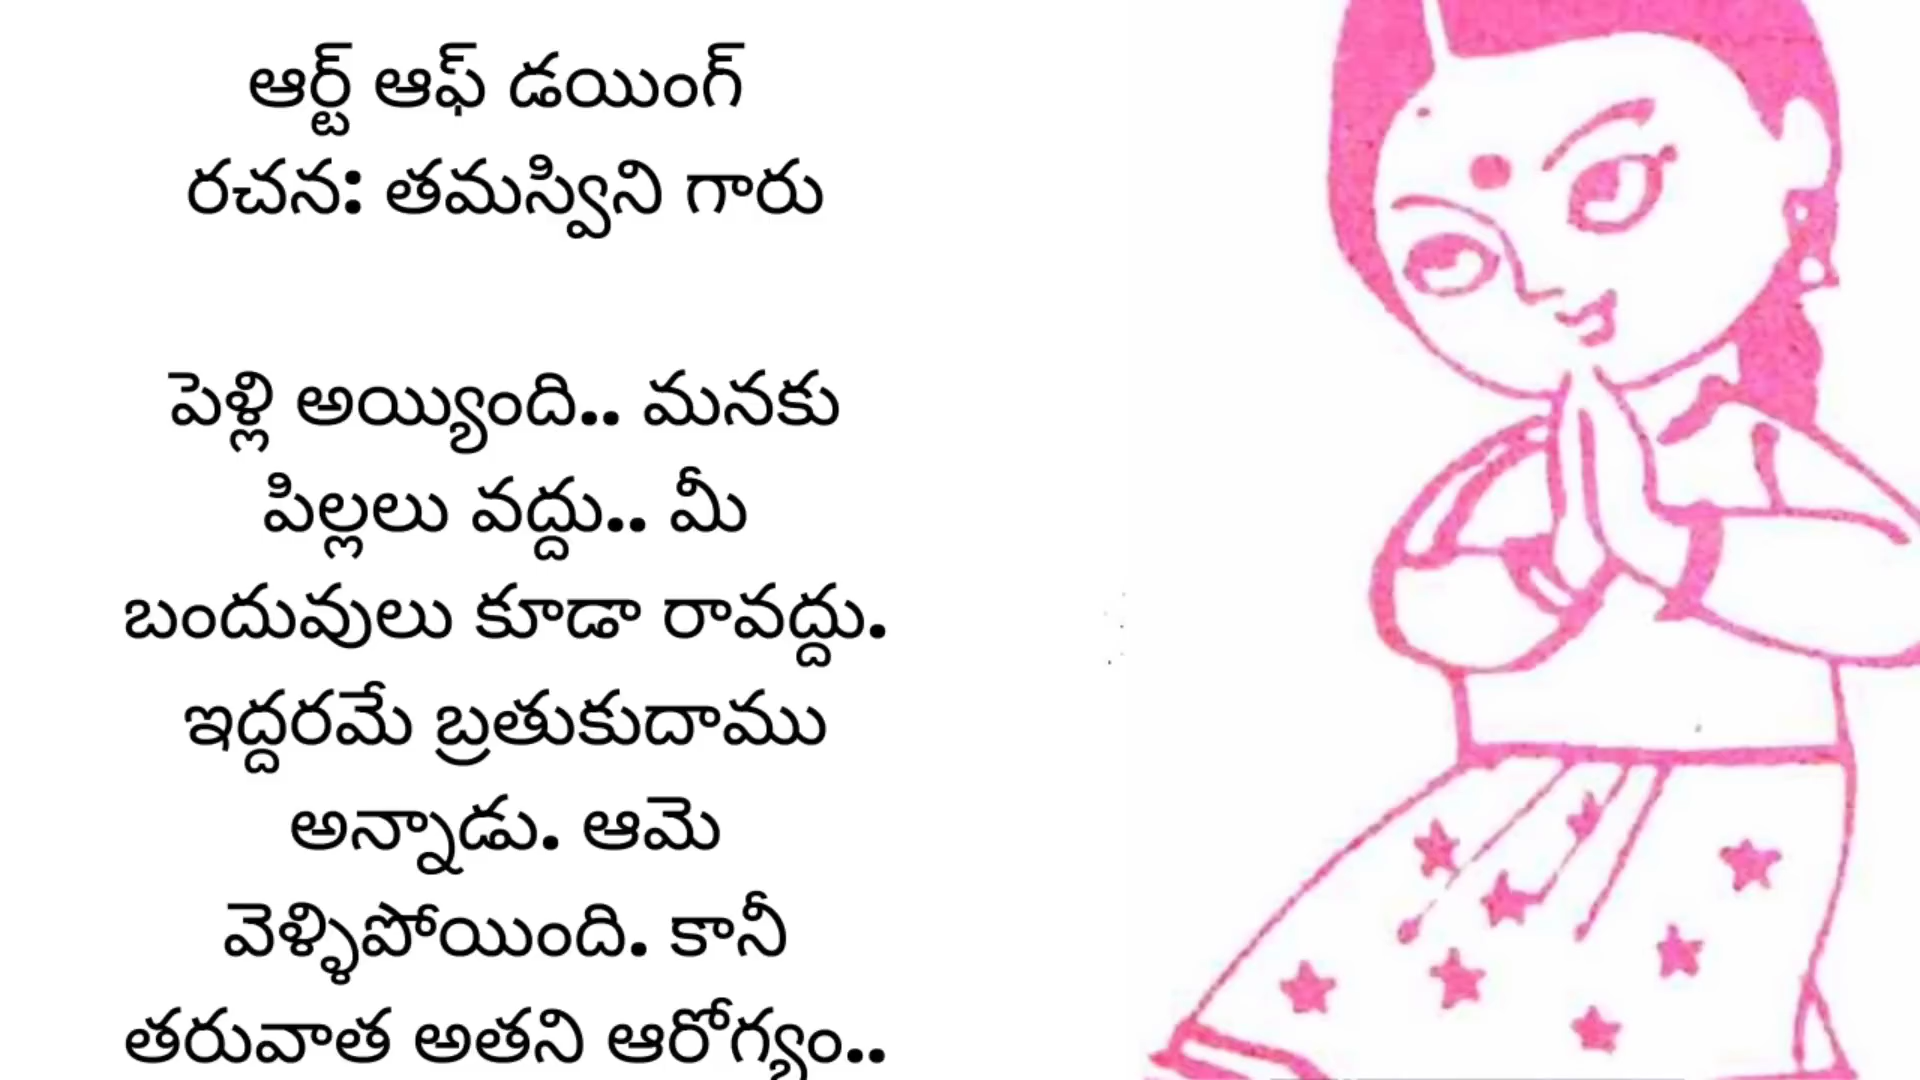 ఆర్ట్ ఆఫ్ డయింగ్
రచన: తమస్విని గారు
పెళ్లి అయ్యింది.. మనకు
పిల్లలు వద్దు.. మీ
బందువులు కూడా రావద్దు.
ఇద్దరమే బ్రతుకుదాము
అన్నాడు. ఆమె
వెళ్ళిపోయింది. కానీ
తరువాత అతని ఆరోగ్యం..